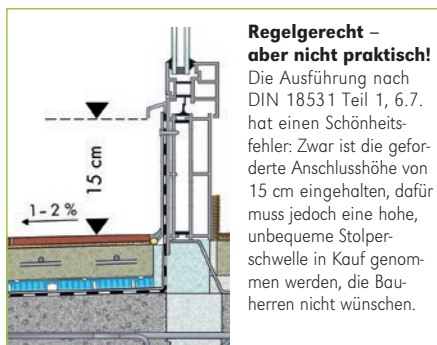 Regelgerecht –
aber nicht praktisch!
Die Ausführung nach
DIN 18531 Teil 1, 6.7.
hat einen Schönheits-
fehler: Zwar ist die gefor-
derte Anschlusshöhe von
15 cm eingehalten, dafür
muss jedoch eine hohe,
unbequeme Stolper-
schwelle in Kauf genom-
men werden, die Bau-
herren nicht wünschen.
15 cm
1-2 %